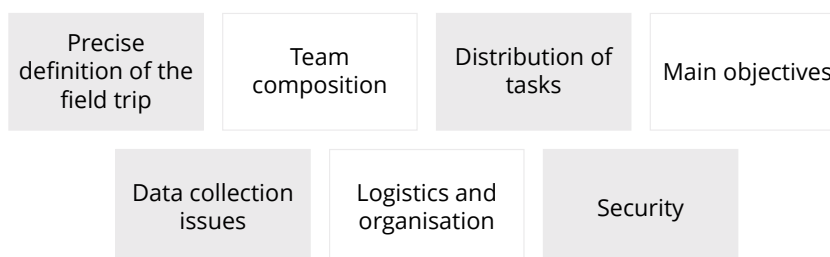 Precise
definition of the
field trip
Team
composition
Distribution of
tasks
Main objectives
Data collection
issues
Logistics and
organisation
Security